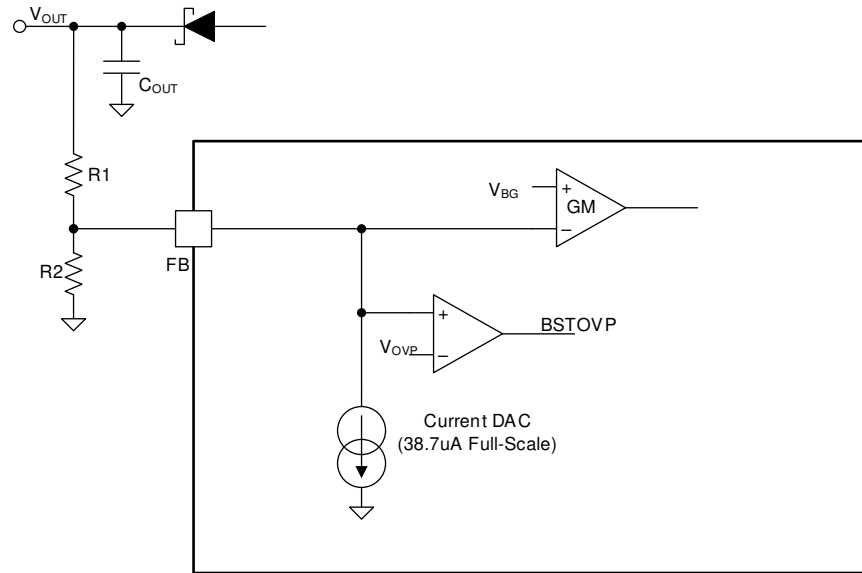 VOUT
COUT
R1
VBG
+
GM
−
R2
FB
+
BSTOVP
VOVP
−
Current DAC
(38.7uA Full-Scale)